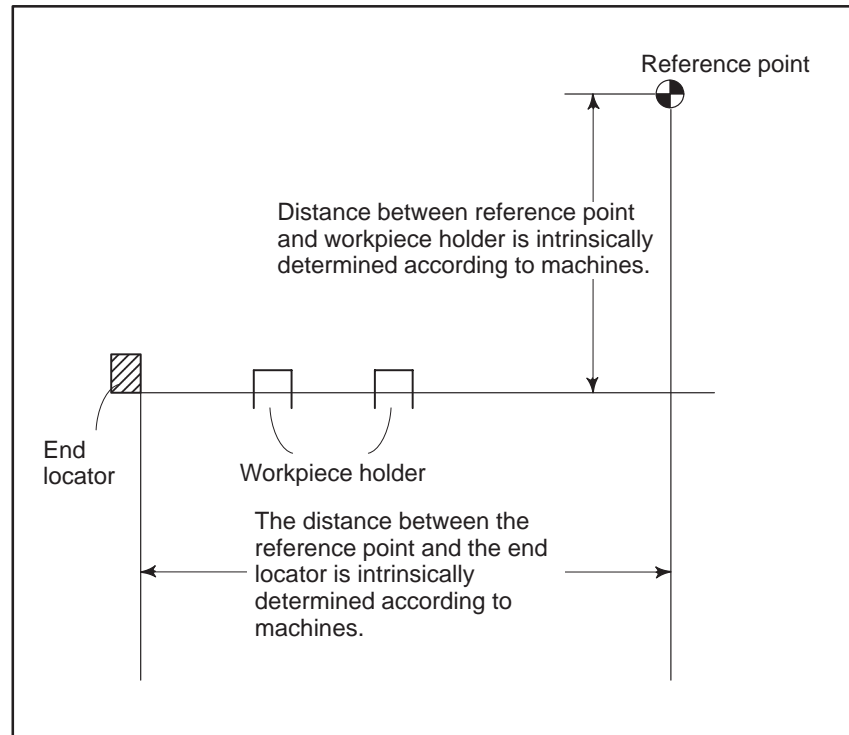 Reference point
Distance between reference point
and workpiece holder is intrinsically
determined according to machines.
End
locator
Workpiece holder
The distance between the
reference point and the end
locator is intrinsically
determined according to
machines.